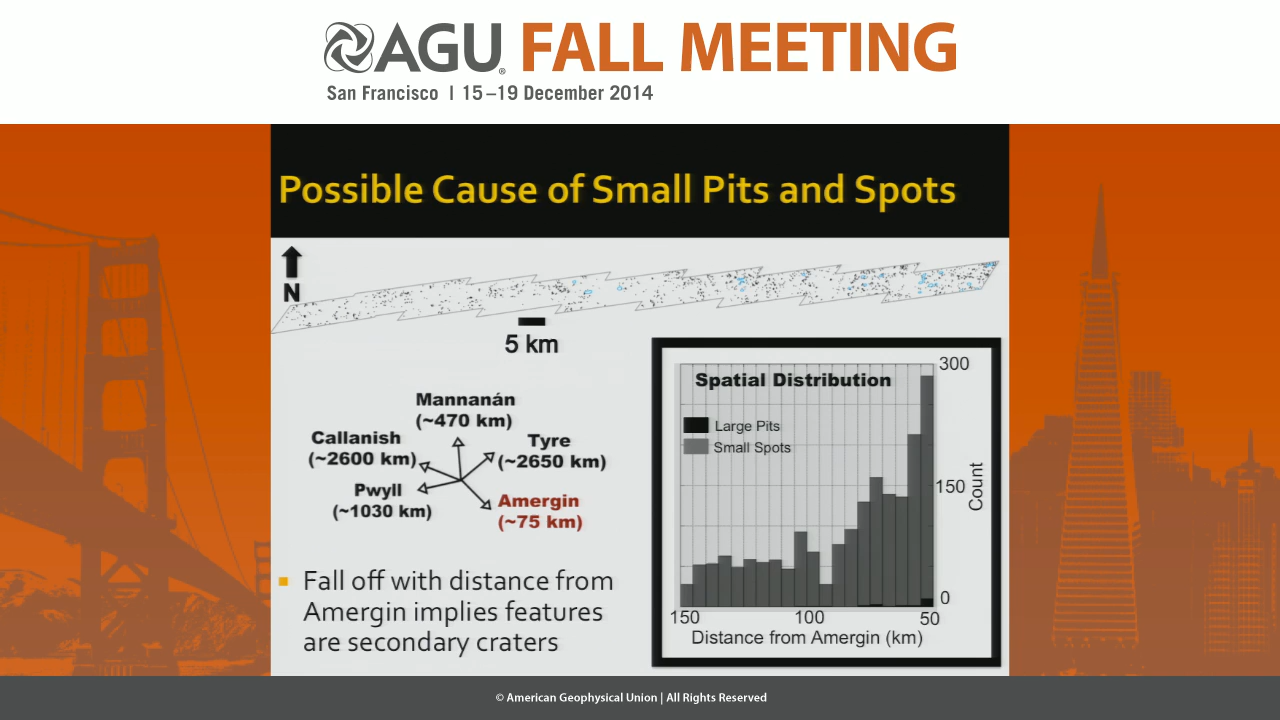 AGU® FALL MEETING
San Francisco | 15–19 December 2014
Possible Cause of Small Pits and Spots
N
5 km
Mannanán
(~470 km)
Callanish
(~2600 km)
Tyre
(~2650 km)
Pwyll
(~1030 km)
Amergin
(~75 km)
Fall off with distance from
Amergin implies features
are secondary craters
Spatial Distribution
Large Pits
Small Spots
300
150
0
Count
150 100 50
Distance from Amergin (km)
© American Geophysical Union | All Rights Reserved